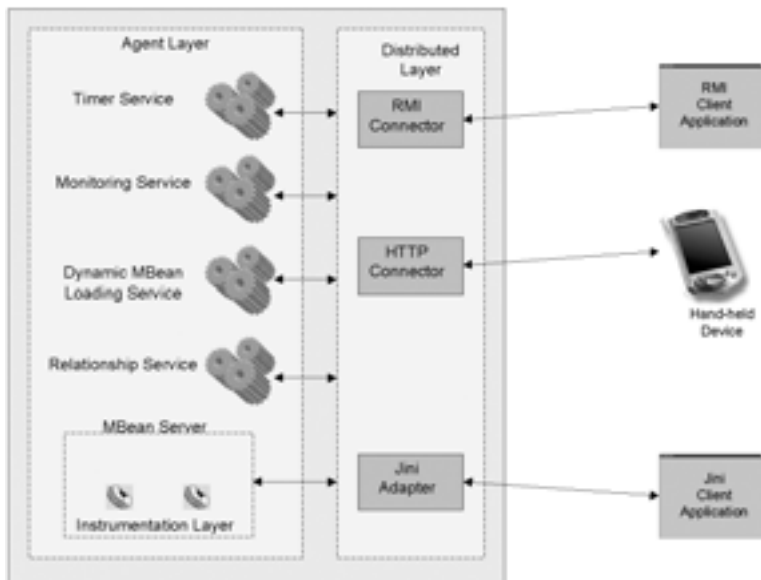 Agent Layer
Distributed
Layer
Timer Service
RMI
Connector
RMI
Client
Application
Monitoring Service
HTTP
Connector
Dynamic MBean
Loading Service
Hand-held
Device
Relationship Service
MBean Server
Jini
Adapter
Jini
Client
Application
Instrumentation Layer